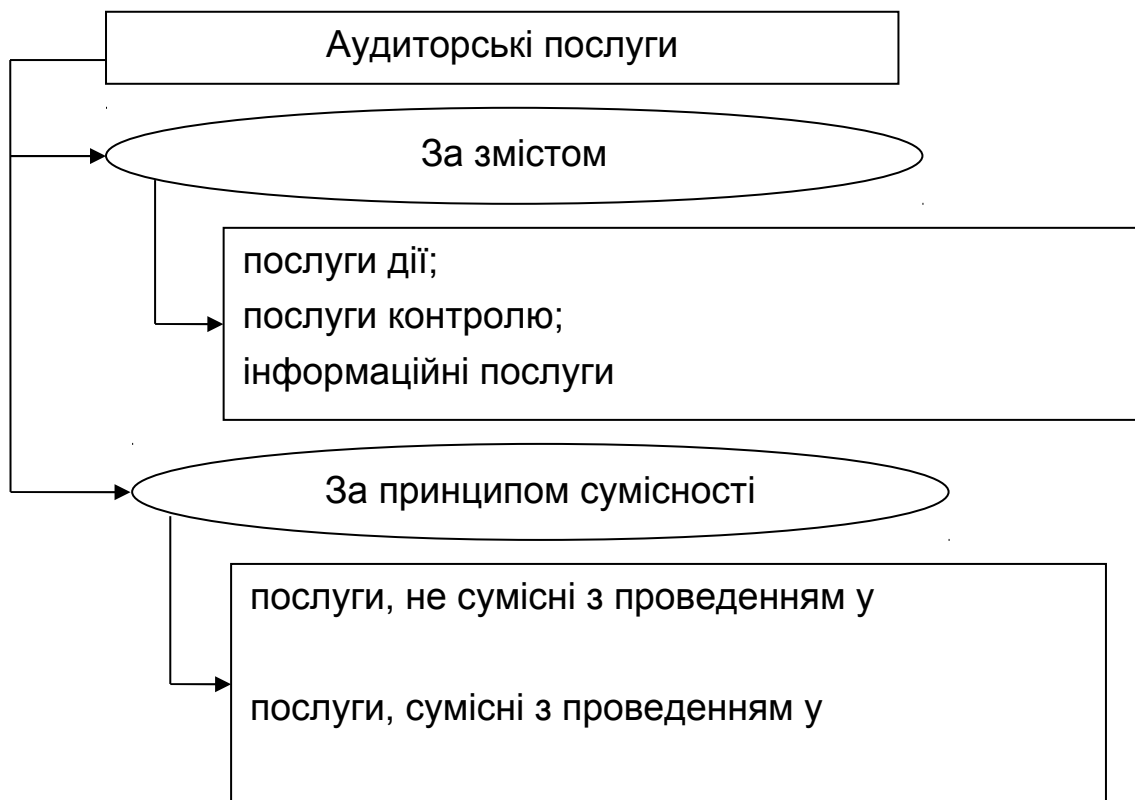 Аудиторські послуги
За змістом
послуги дії;
послуги контролю;
інформаційні послуги
За принципом сумісності
послуги, не сумісні з проведенням у
послуги, сумісні з проведенням у